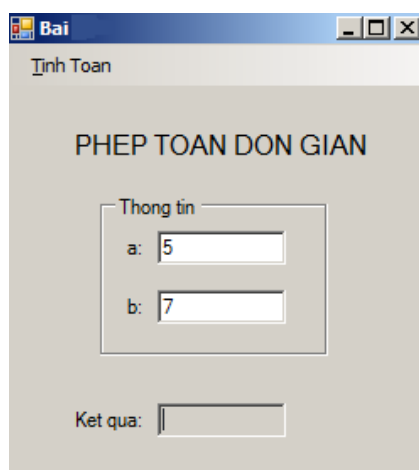 Bai
Tinh Toan
PHEP TOAN DON GIAN
Thong tin
a: 5
b: 7
Ket qua: